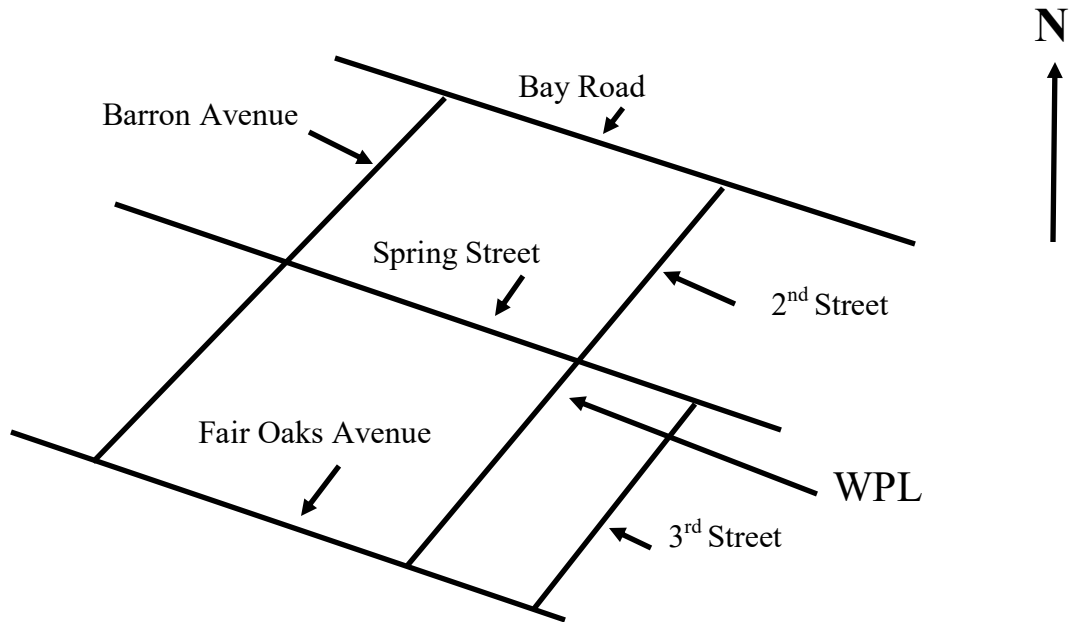 N
Bay Road
Barron Avenue
Spring Street
2nd Street
Fair Oaks Avenue
WPL
3rd Street